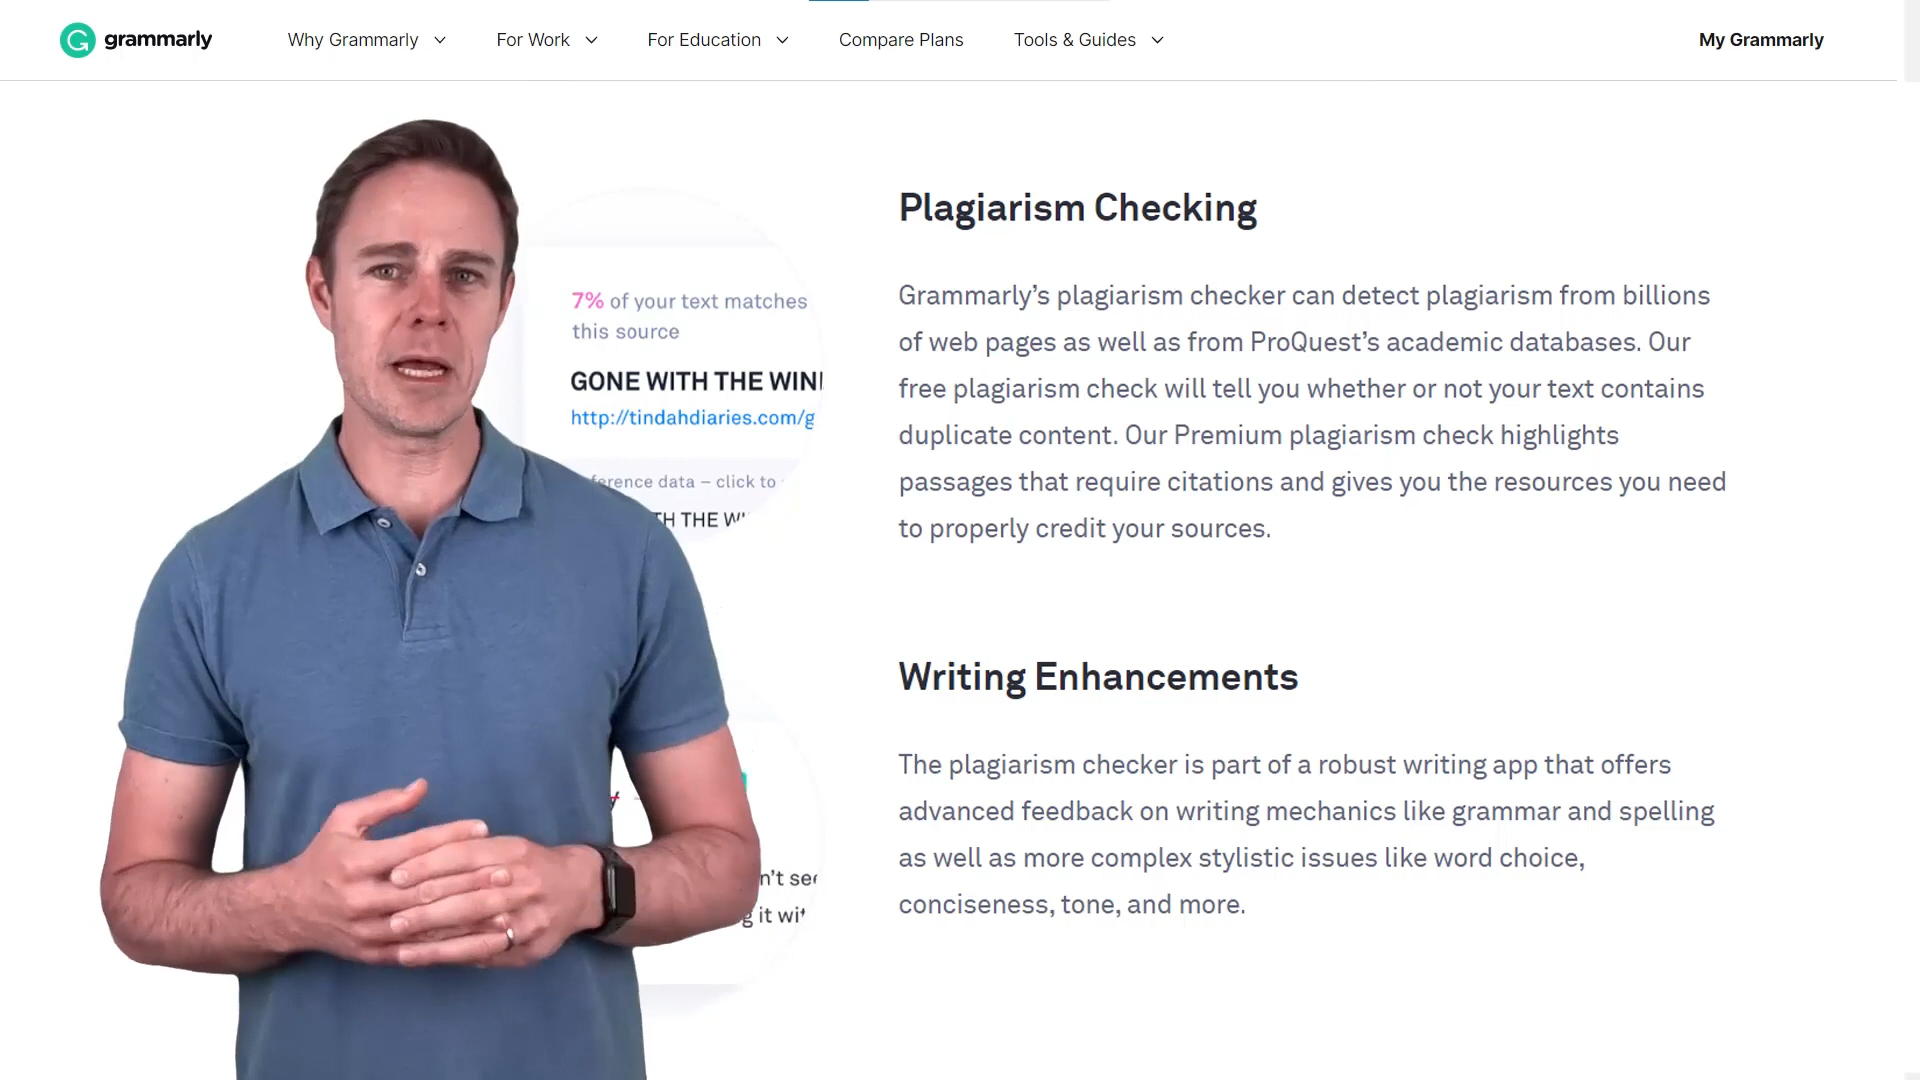 grammarly
Why Grammarly
For Work
For Education
Compare Plans
Tools & Guides
My Grammarly
7% of your text matches
this source
GONE WITH THE
http://tindahdiaries.com/g
data – click to
THE
Plagiarism Checking
Grammarly’s plagiarism checker can detect plagiarism from billions
of web pages as well as from ProQuest’s academic databases. Our
free plagiarism check will tell you whether or not your text contains
duplicate content. Our Premium plagiarism check highlights
passages that require citations and gives you the resources you need
to properly credit your sources.
Writing Enhancements
The plagiarism checker is part of a robust writing app that offers
advanced feedback on writing mechanics like grammar and spelling
as well as more complex stylistic issues like word choice,
conciseness, tone, and more.
it